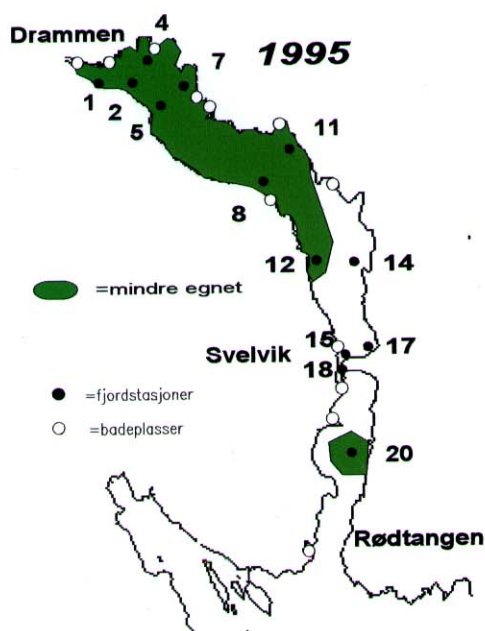 Drammen
4
1995
7
1
2
5
11
8
12
14
=mindre egnet
15
17
Svelvik
18
=fjordstasjoner
=badeplasser
20
Rødtangen